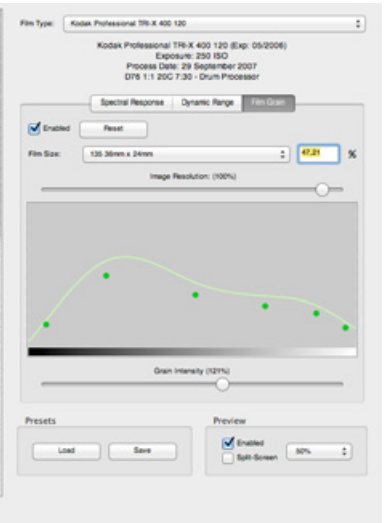 Film Type: Kodak Professional TRI-X 400 120
Kodak Professional TRI-X 400 120 (Exp: 05/2006)
Exposure: 250 ISO
Process Date: 29 September 2007
D76 1:1 20C 7:30 - Drum Processor
Spectral Response Dynamic Range Film Grain
Enabled Reset
Film Size: 135 36mm x 24mm 47,21 %
Image Resolution: (100%)
Grain Intensity (121%)
Presets Preview
Load Save Enabled
Split-Screen 50%